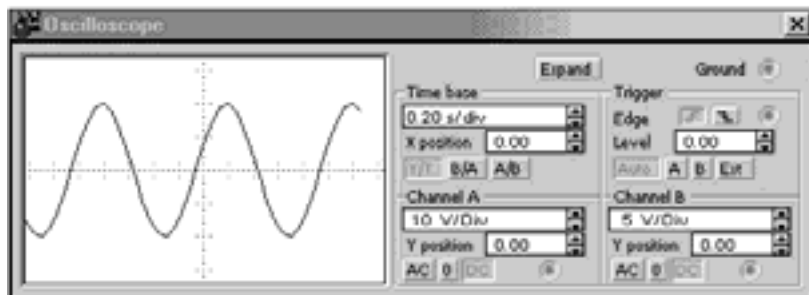 Oscilloscope
Expand Ground
Time base Trigger
0.20 s/div Edge
X position 0.00 Level 0.00
Y/T B/A A/B Auto A B Ext
Channel A Channel B
10 V/Div 5 V/Div
Y position 0.00 Y position 0.00
AC 0 DC AC 0 DC